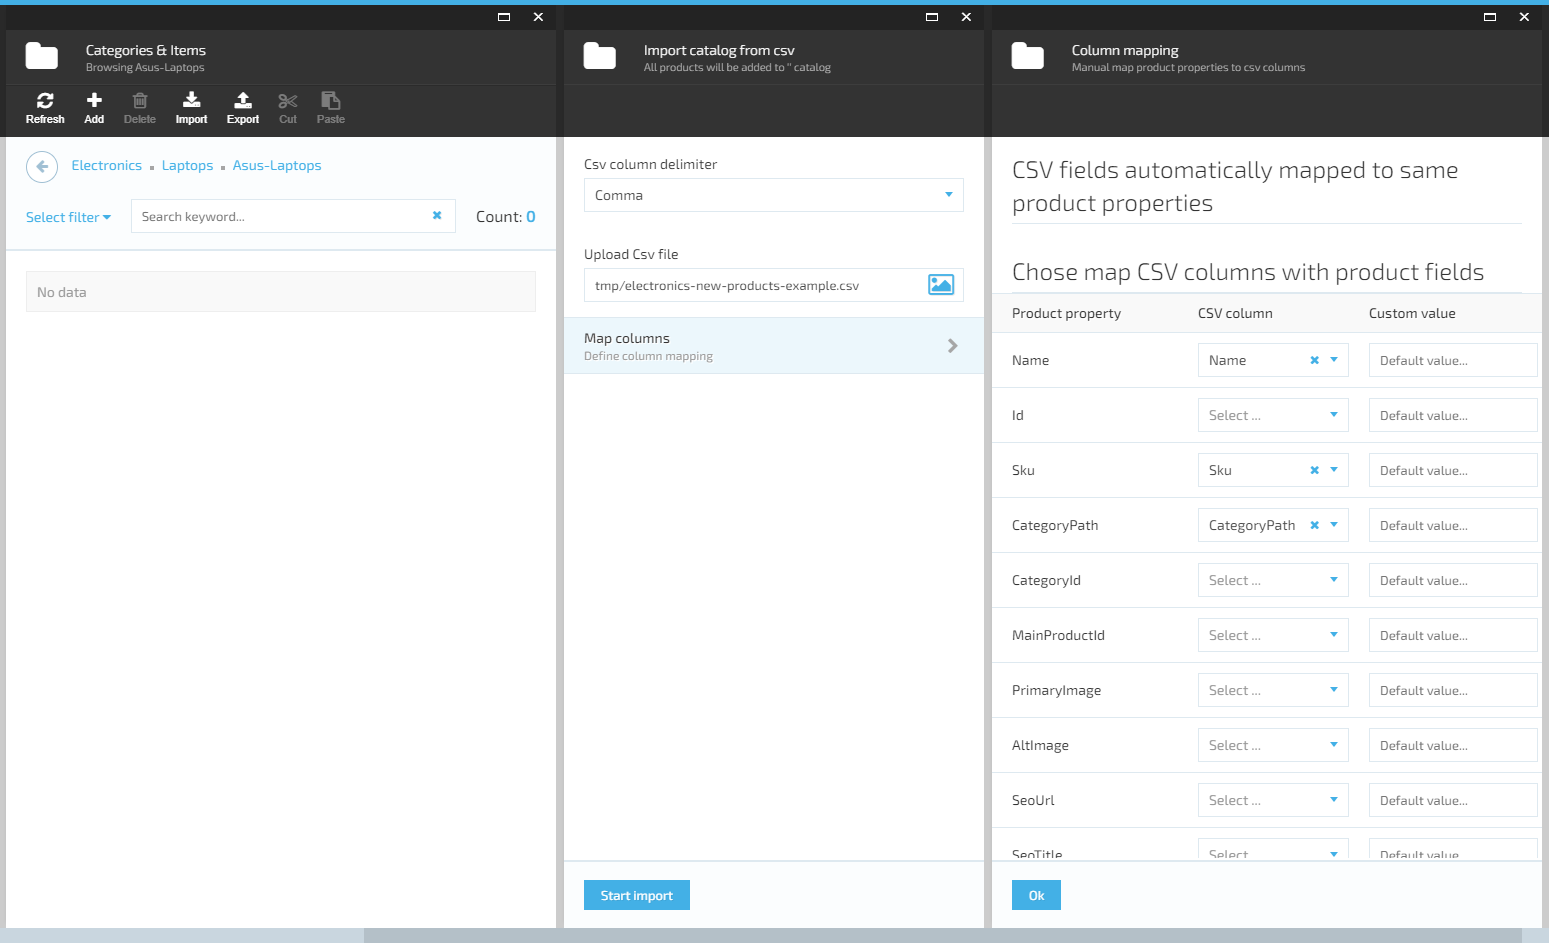 Categories & Items
Browsing Asus-Laptops
Refresh Add Delete Import Export Cut Paste
Electronics Laptops Asus-Laptops
Select filter Search keyword... Count: 0
No data
Import catalog from csv
All products will be added to '' catalog
Csv column delimiter
Comma
Upload Csv file
tmp/electronics-new-products-example.csv
Map columns
Define column mapping
Start import
Column mapping
Manual map product properties to csv columns
CSV fields automatically mapped to same
product properties
Chose map CSV columns with product fields
Product property CSV column Custom value
Name Name Default value...
Id Select ... Default value...
Sku Sku Default value...
CategoryPath CategoryPath Default value...
CategoryId Select ... Default value...
MainProductId Select ... Default value...
PrimaryImage Select ... Default value...
AltImage Select ... Default value...
SeoUrl Select ... Default value...
SeoTitle Select Default value
Ok